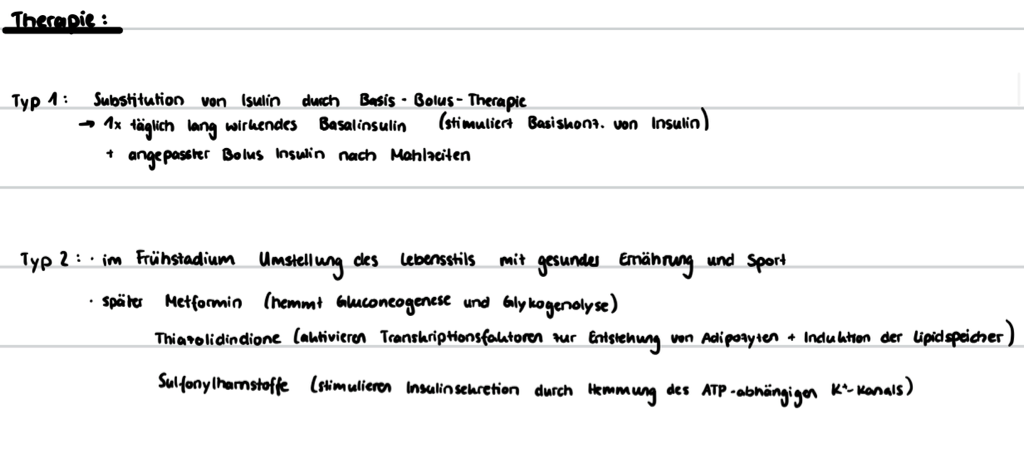 Therapie:
Typ 1: Substitution von Isulin durch Basis-Bolus-Therapie
→ 1x täglich lang wirkendes Basalinsulin (stimuliert Basiskonz. von Insulin)
+ angepasster Bolus Insulin nach Mahlzeiten
Typ 2: · im Frühstadium Umstellung des Lebensstils mit gesunder Ernährung und Sport
· später Metformin (hemmt Gluconeogenese und Glykogenolyse)
Thiazolidindione (aktivieren Transkriptionsfaktoren zur Entstehung von Adipozyten + Induktion der Lipidspeicher)
Sulfonylharnstoffe (stimulieren Insulinsekretion durch Hemmung des ATP-abhängigen K⁺-Kanals)